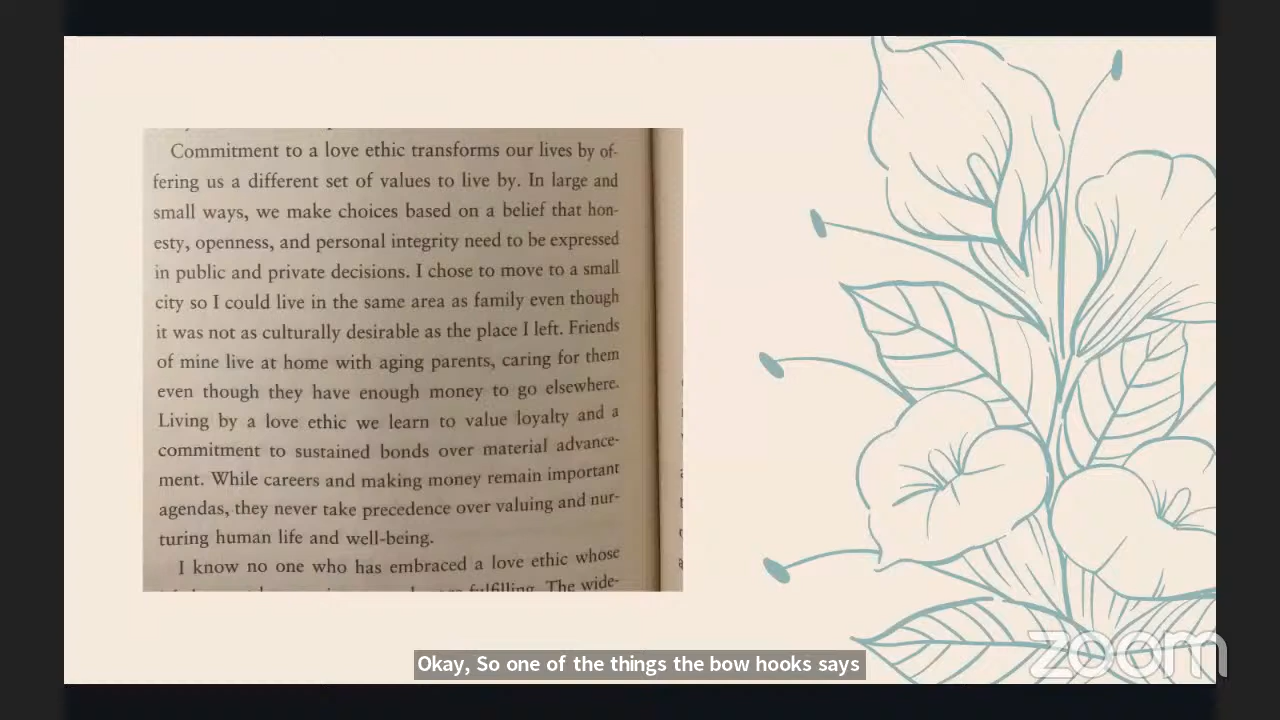 Commitment to a love ethic transforms our lives by of-
fering us a different set of values to live by. In large and
small ways, we make choices based on a belief that hon-
esty, openness, and personal integrity need to be expressed
in public and private decisions. I chose to move to a small
city so I could live in the same area as family even though
it was not as culturally desirable as the place I left. Friends
of mine live at home with aging parents, caring for them
even though they have enough money to go elsewhere.
Living by a love ethic we learn to value loyalty and a
commitment to sustained bonds over material advance-
ment. While careers and making money remain important
agendas, they never take precedence over valuing and nur-
turing human life and well-being.
I know no one who has embraced a love ethic whose
fulfilling. The wide-
Okay, So one of the things the bow hooks says
zoom